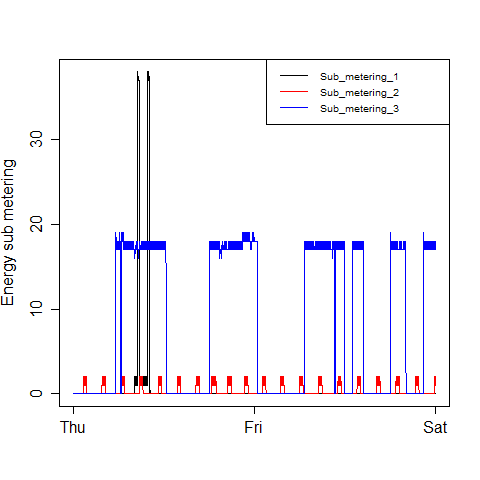 Sub_metering_1
Sub_metering_2
Sub_metering_3
Energy sub metering
30
20
10
0
Thu Fri Sat